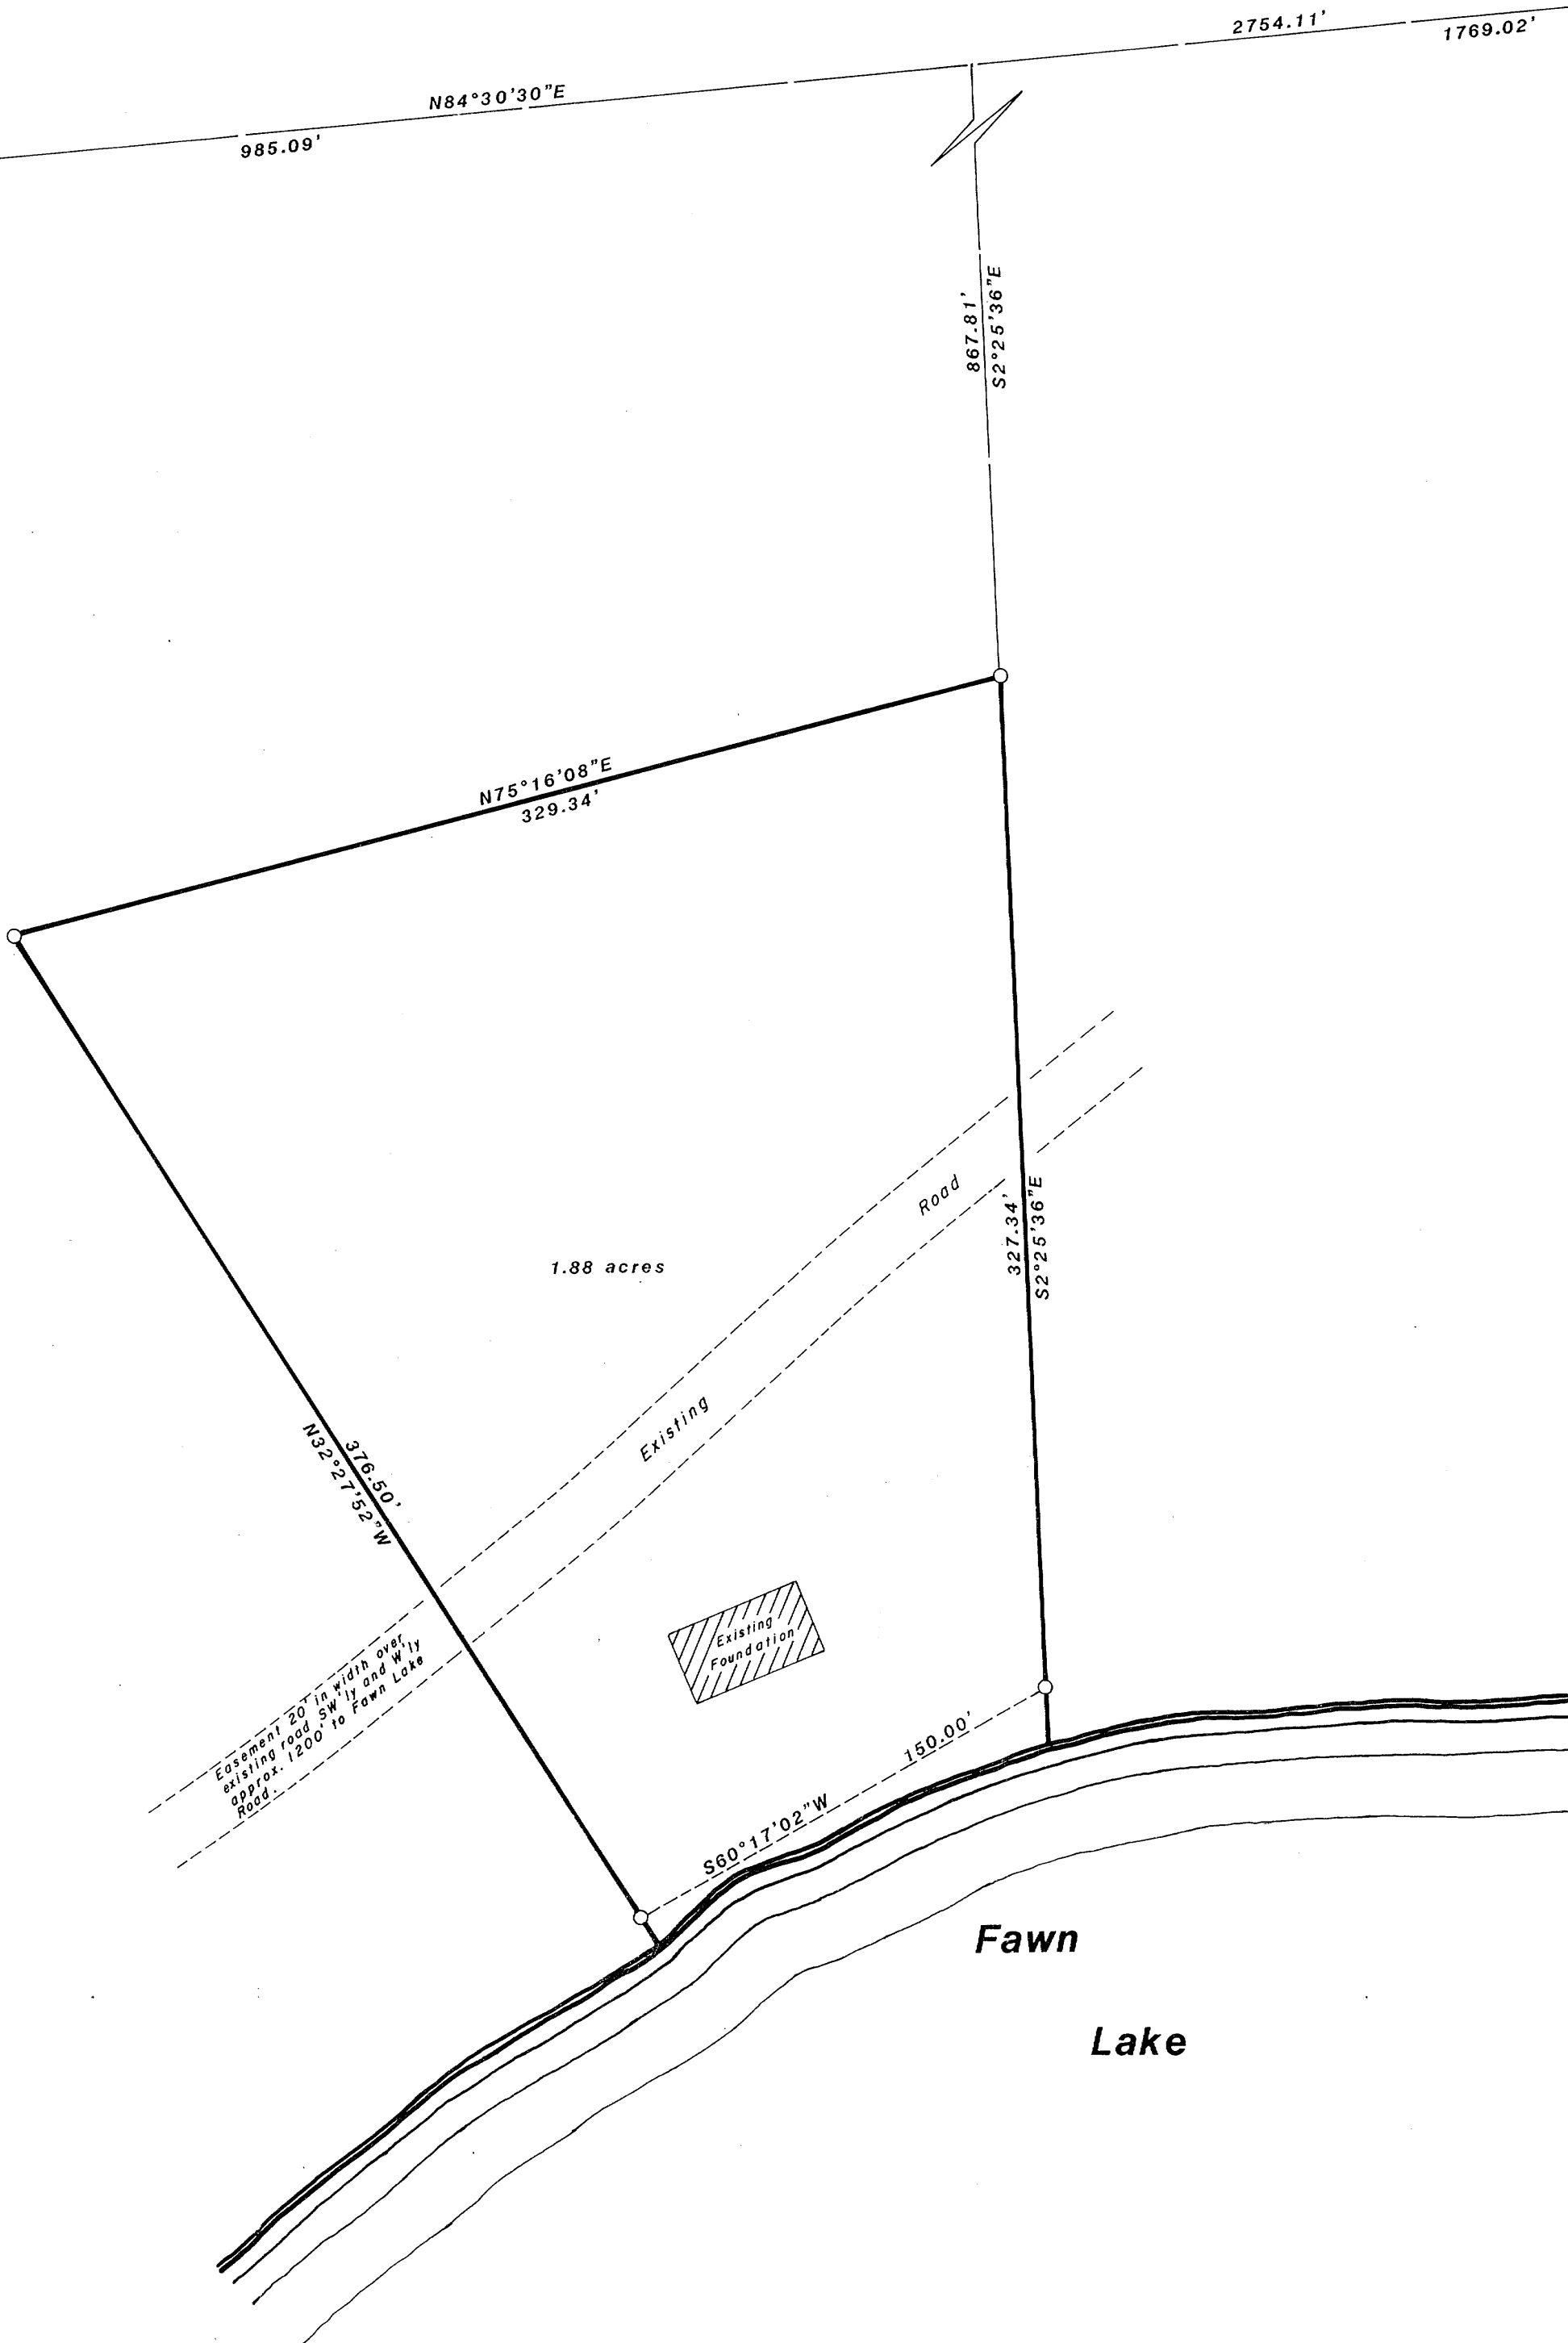 2754.11'
1769.02'
N84°30'30"E
985.09'
867.81'
S2°25'36"E
N75°16'08"E
329.34'
Road
327.34'
S2°25'36"E
1.88 acres
Existing
376.50'
N32°27'52"W
Existing
Foundation
Easement 20' in width over
existing road SW'ly and W'ly
approx. 1200' to Fawn Lake
Road.
150.00'
S60°17'02"W
Fawn
Lake